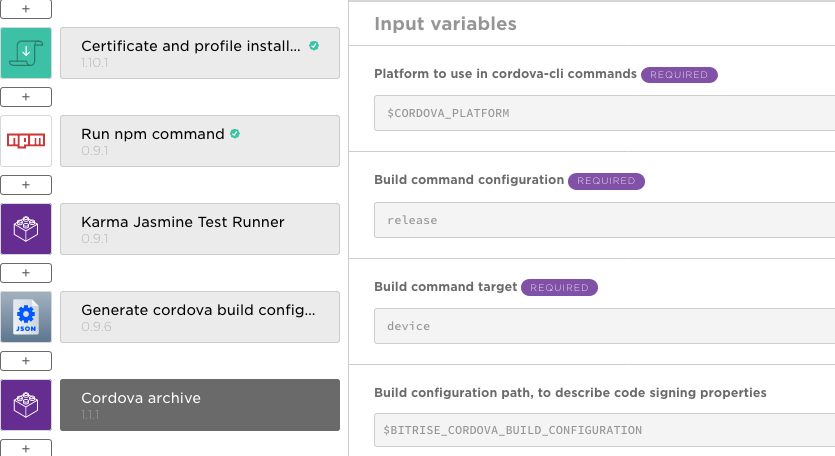 +
Certificate and profile install...
1.10.1
+
npm
Run npm command
0.9.1
+
Karma Jasmine Test Runner
0.9.1
+
JSON
Generate cordova build config...
0.9.6
+
Cordova archive
1.1.1
+
Input variables
Platform to use in cordova-cli commands REQUIRED
$CORDOVA_PLATFORM
Build command configuration REQUIRED
release
Build command target REQUIRED
device
Build configuration path, to describe code signing properties
$BITRISE_CORDOVA_BUILD_CONFIGURATION